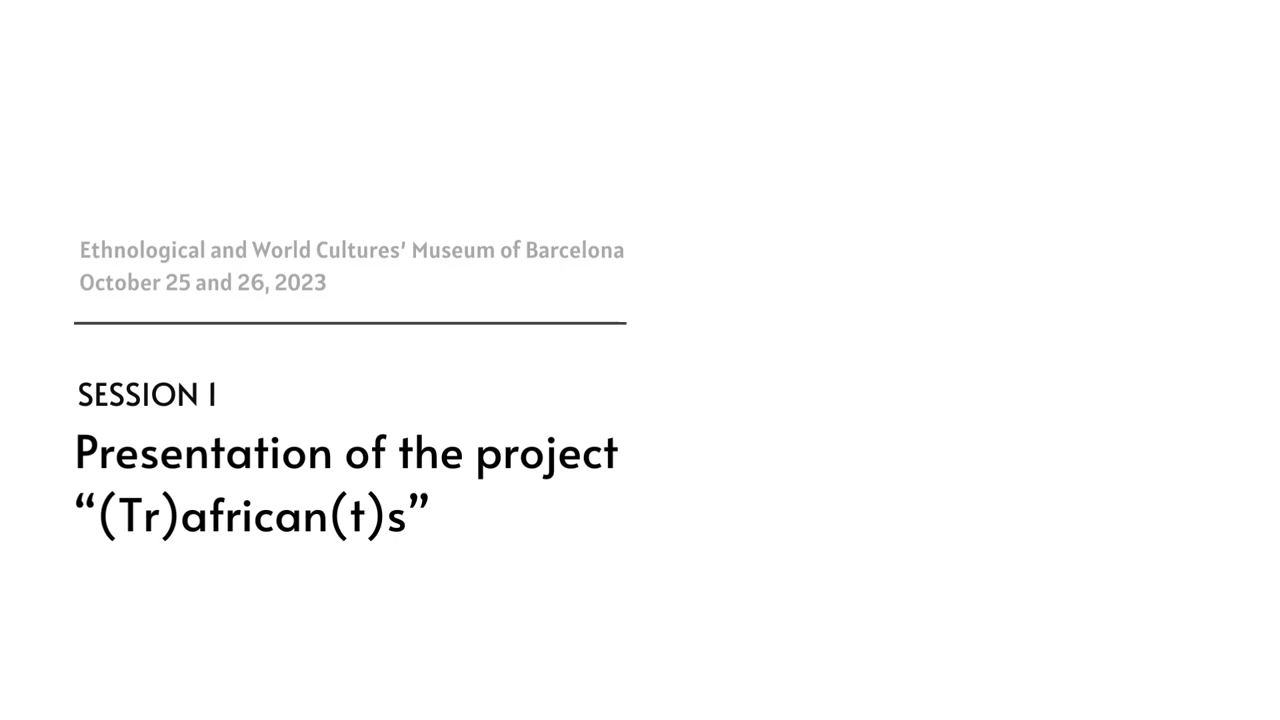 Ethnological and World Cultures’ Museum of Barcelona
October 25 and 26, 2023
SESSION I
Presentation of the project
“(Tr)african(t)s”